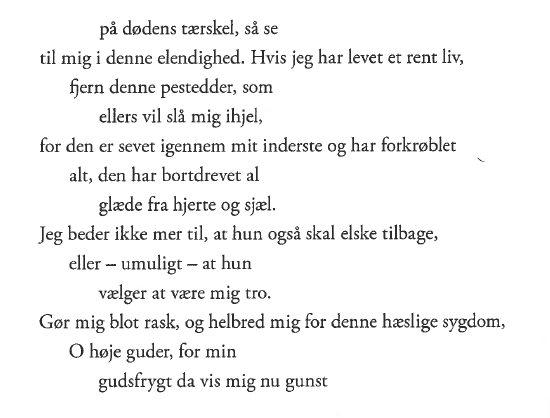 på dødens tærskel, så se
til mig i denne elendighed. Hvis jeg har levet et rent liv,
fjern denne pestedder, som
ellers vil slå mig ihjel,
for den er sevet igennem mit inderste og har forkrøblet
alt, den har bortdrevet al
glæde fra hjerte og sjæl.
Jeg beder ikke mer til, at hun også skal elske tilbage,
eller – umuligt – at hun
vælger at være mig tro.
Gør mig blot rask, og helbred mig for denne hæslige sygdom,
O høje guder, for min
gudsfrygt da vis mig nu gunst